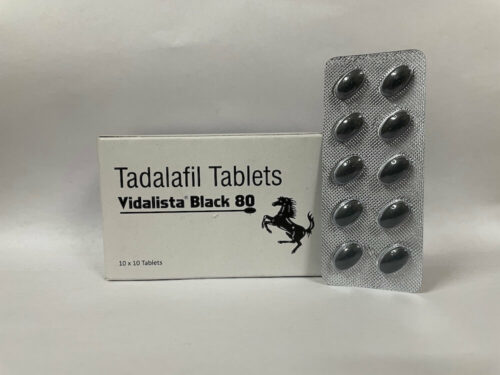 Tadalafil Tablets
Vidalista® Black 80
10 x 10 Tablets